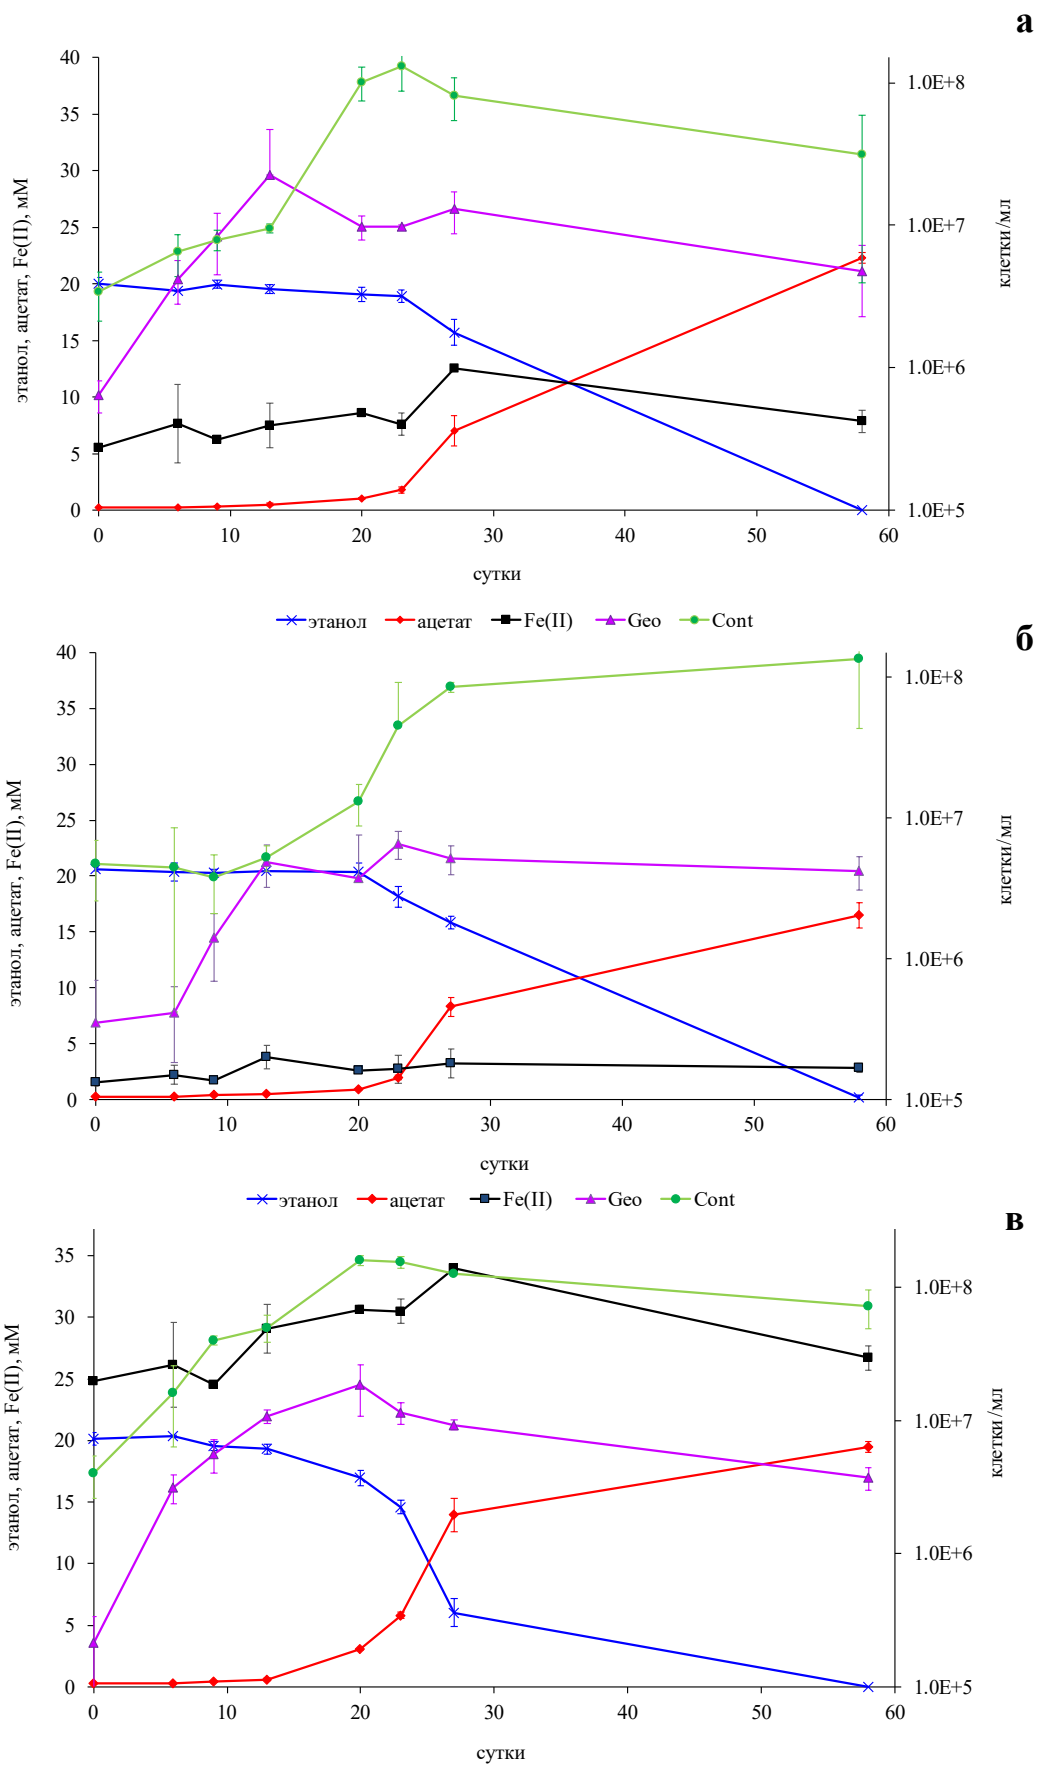 а
40
35
30
25
20
15
10
5
0
этанол, ацетат, Fe(II), мМ
1.0E+8
1.0E+7
1.0E+6
1.0E+5
клетки/мл
0 10 20 30 40 50 60
сутки
этанол ацетат Fe(II) Geo Cont
б
40
35
30
25
20
15
10
5
0
этанол, ацетат, Fe(II), мМ
1.0E+8
1.0E+7
1.0E+6
1.0E+5
клетки/мл
0 10 20 30 40 50 60
сутки
этанол ацетат Fe(II) Geo Cont
в
35
30
25
20
15
10
5
0
этанол, ацетат, Fe(II), мМ
1.0E+8
1.0E+7
1.0E+6
1.0E+5
клетки/мл
0 10 20 30 40 50 60
сутки